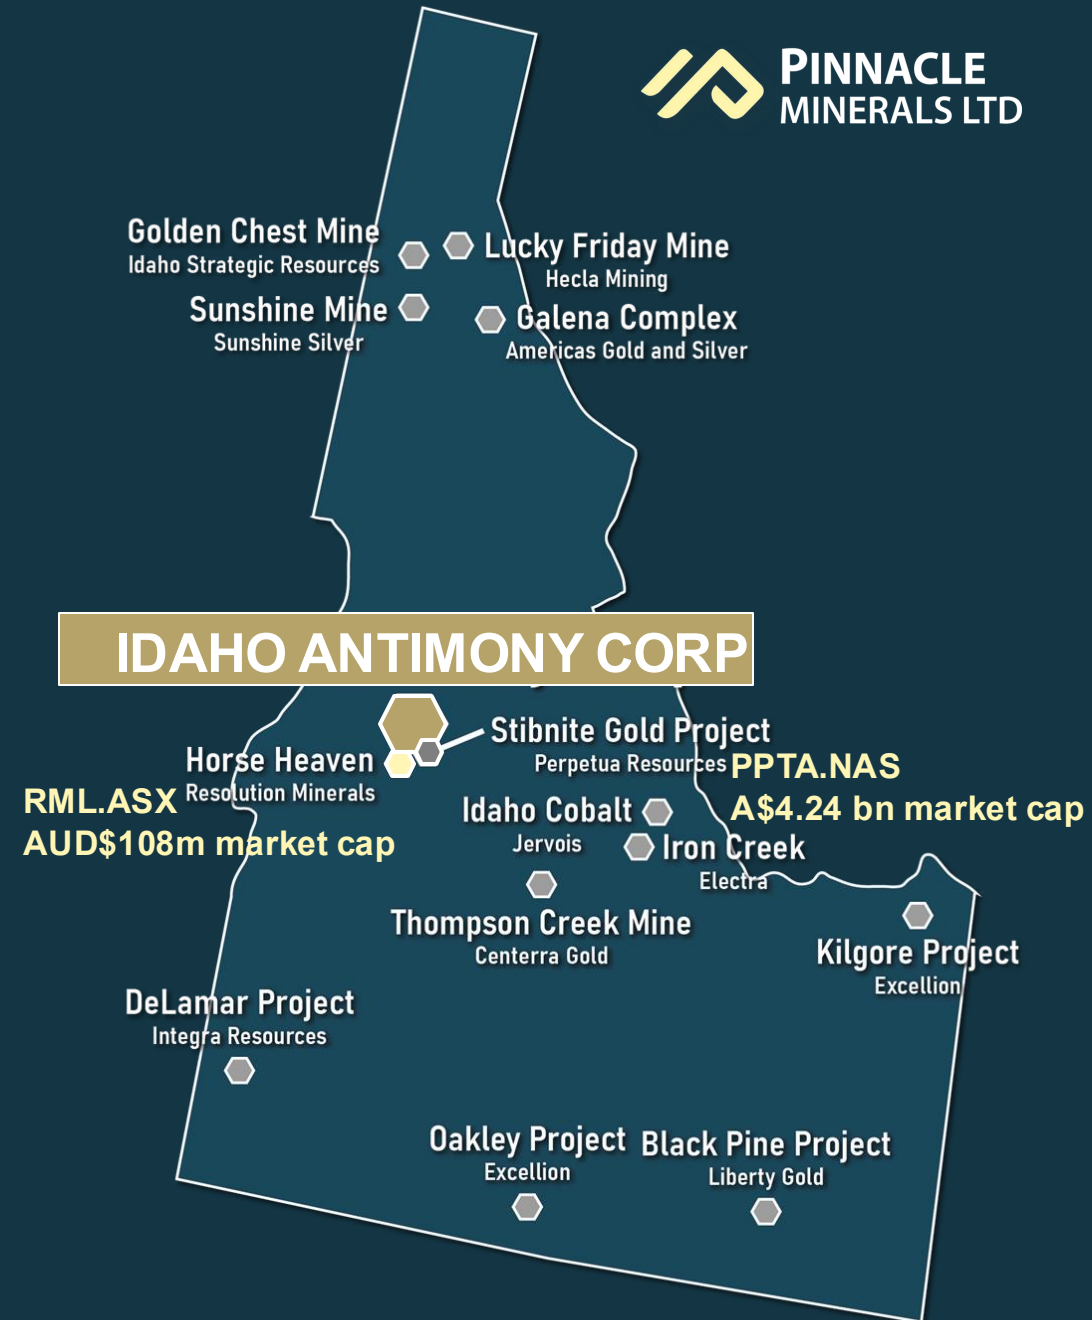 PINNACLE
MINERALS LTD
Golden Chest Mine
Idaho Strategic Resources
Lucky Friday Mine
Hecla Mining
Sunshine Mine
Sunshine Silver
Galena Complex
Americas Gold and Silver
IDAHO ANTIMONY CORP
Stibnite Gold Project
Perpetua Resources
PPTA.NAS
A$4.24 bn market cap
Horse Heaven
Resolution Minerals
RML.ASX
AUD$108m market cap
Idaho Cobalt
Jervois
Iron Creek
Electra
Thompson Creek Mine
Centerra Gold
Kilgore Project
Excellion
DeLamar Project
Integra Resources
Oakley Project
Excellion
Black Pine Project
Liberty Gold